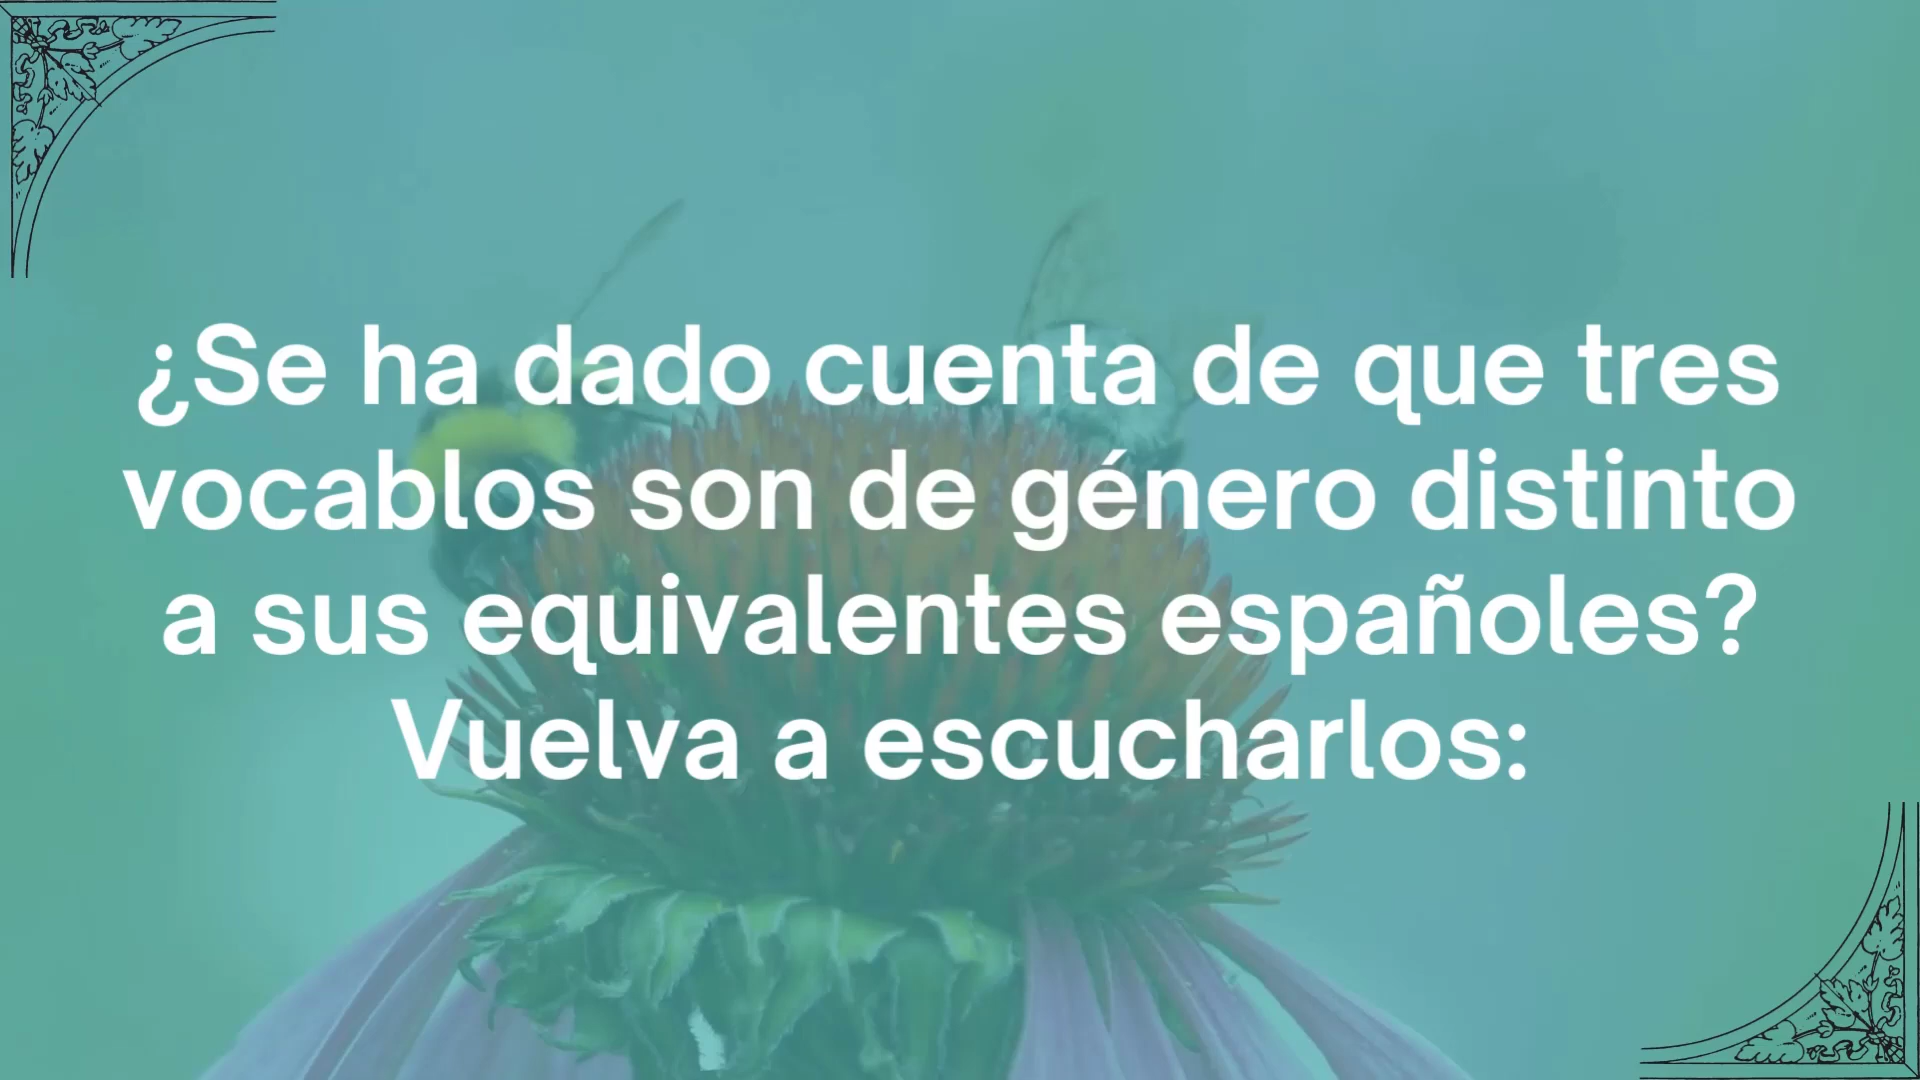 ¿Se ha dado cuenta de que tres
vocablos son de género distinto
a sus equivalentes españoles?
Vuelva a escucharlos: